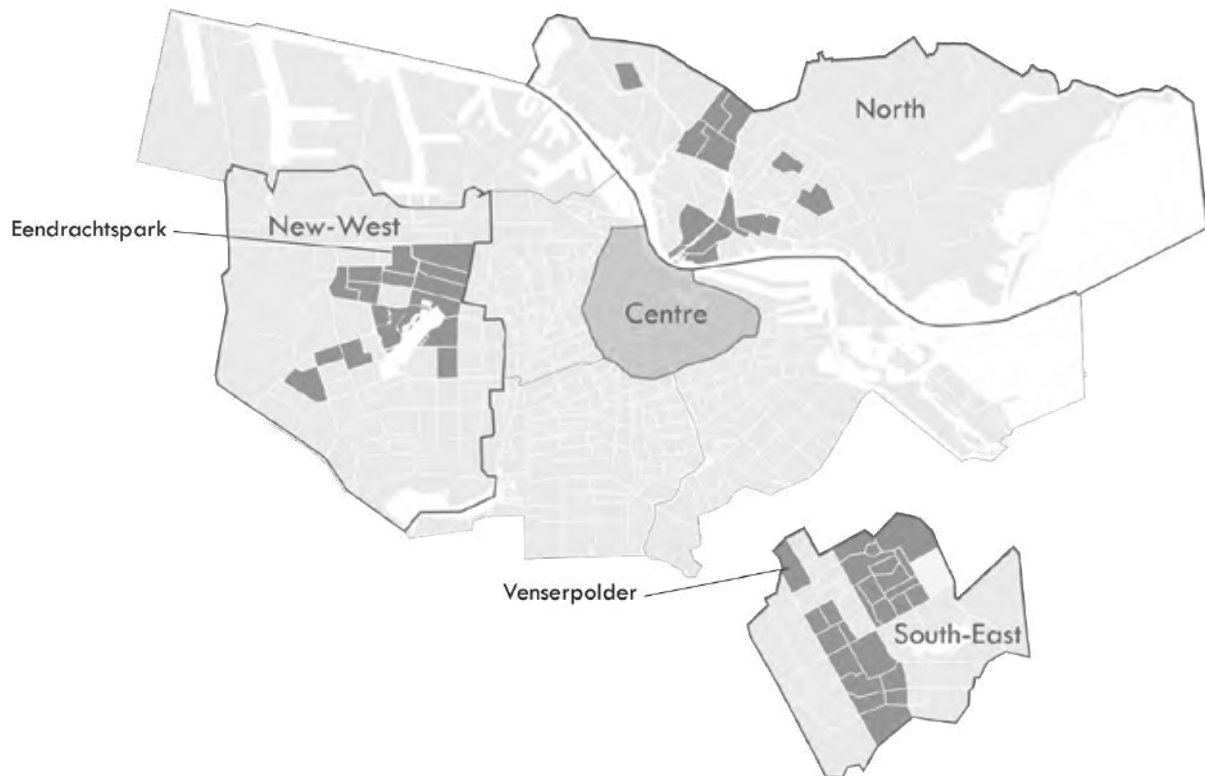 North
New-West
Eendrachtspark
Centre
Venserpolder
South-East